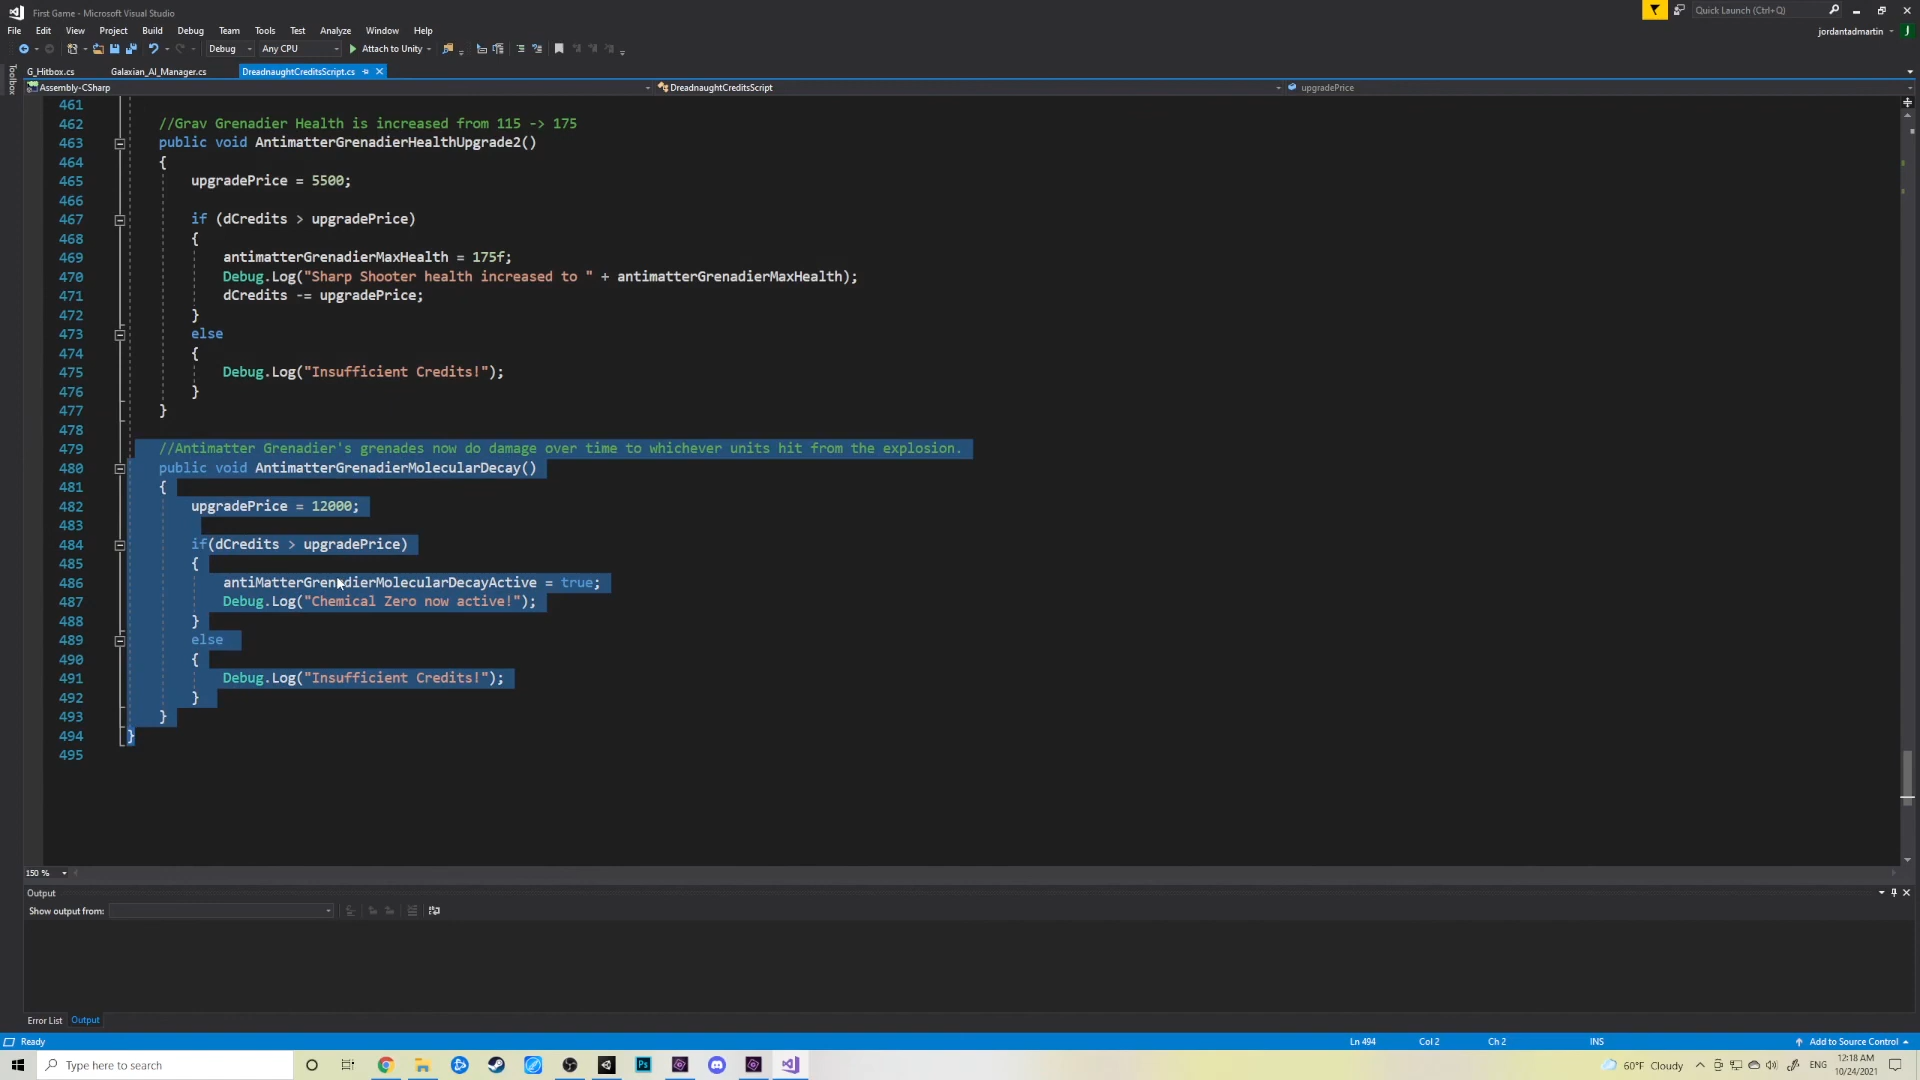 First Game - Microsoft Visual Studio
Quick Launch (Ctrl+Q)
File Edit View Project Build Debug Team Tools Test Analyze Window Help
jordantadmartin
J
Debug Any CPU Attach to Unity
G_Hitbox.cs Galaxian_AI_Manager.cs DreadnaughtCreditsScript.cs
Toolbox
Assembly-CSharp DreadnaughtCreditsScript upgradePrice
461
462 //Grav Grenadier Health is increased from 115 -> 175
463 public void AntimatterGrenadierHealthUpgrade2()
464 {
465 upgradePrice = 5500;
466
467 if (dCredits > upgradePrice)
468 {
469 antimatterGrenadierMaxHealth = 175f;
470 Debug.Log("Sharp Shooter health increased to " + antimatterGrenadierMaxHealth);
471 dCredits -= upgradePrice;
472 }
473 else
474 {
475 Debug.Log("Insufficient Credits!");
476 }
477 }
478
479 //Antimatter Grenadier's grenades now do damage over time to whichever units hit from the explosion.
480 public void AntimatterGrenadierMolecularDecay()
481 {
482 upgradePrice = 12000;
483
484 if(dCredits > upgradePrice)
485 {
486 antiMatterGrenadierMolecularDecayActive = true;
487 Debug.Log("Chemical Zero now active!");
488 }
489 else
490 {
491 Debug.Log("Insufficient Credits!");
492 }
493 }
494 }
495
150 %
Output
Show output from:
Error List Output
Ready Ln 494 Col 2 Ch 2 INS Add to Source Control
Type here to search
60°F Cloudy ENG 12:18 AM
10/24/2021